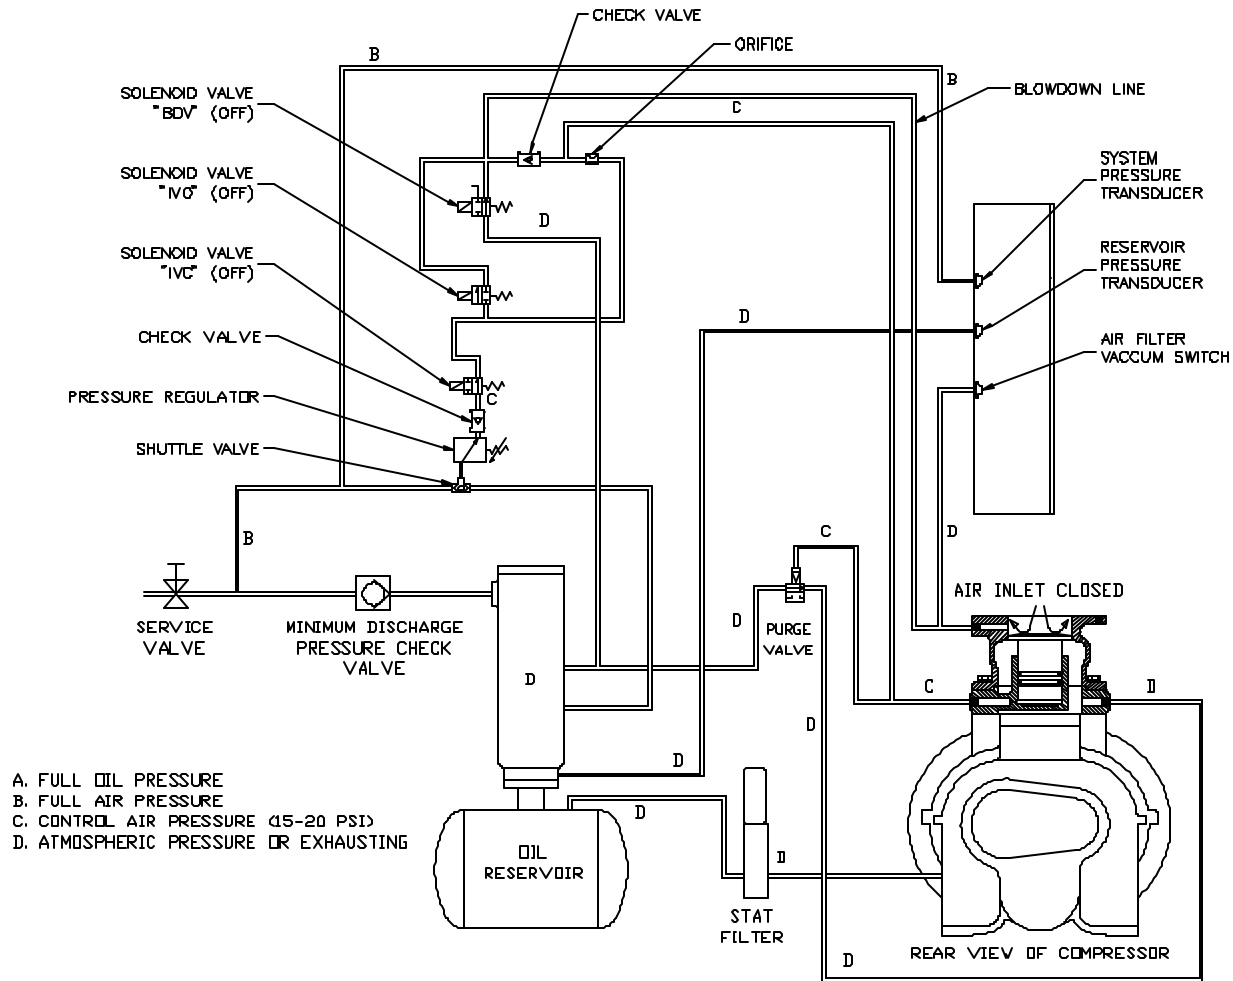 CHECK VALVE
ORIFICE
B
B
BLOWDOWN LINE
SOLENOID VALVE
"BDV" (OFF)
C
SYSTEM
PRESSURE
TRANSDUCER
SOLENOID VALVE
"IVO" (OFF)
D
RESERVOIR
PRESSURE
TRANSDUCER
SOLENOID VALVE
"IVC" (OFF)
D
CHECK VALVE
AIR FILTER
VACCUM SWITCH
PRESSURE REGULATOR
C
SHUTTLE VALVE
B
C
D
AIR INLET CLOSED
SERVICE
VALVE
MINIMUM DISCHARGE
PRESSURE CHECK
VALVE
D
PURGE
VALVE
D
C
D
D
D
A. FULL OIL PRESSURE
B. FULL AIR PRESSURE
C. CONTROL AIR PRESSURE (15-20 PSI)
D. ATMOSPHERIC PRESSURE OR EXHAUSTING
D
OIL
RESERVOIR
D
STAT
FILTER
REAR VIEW OF COMPRESSOR
D